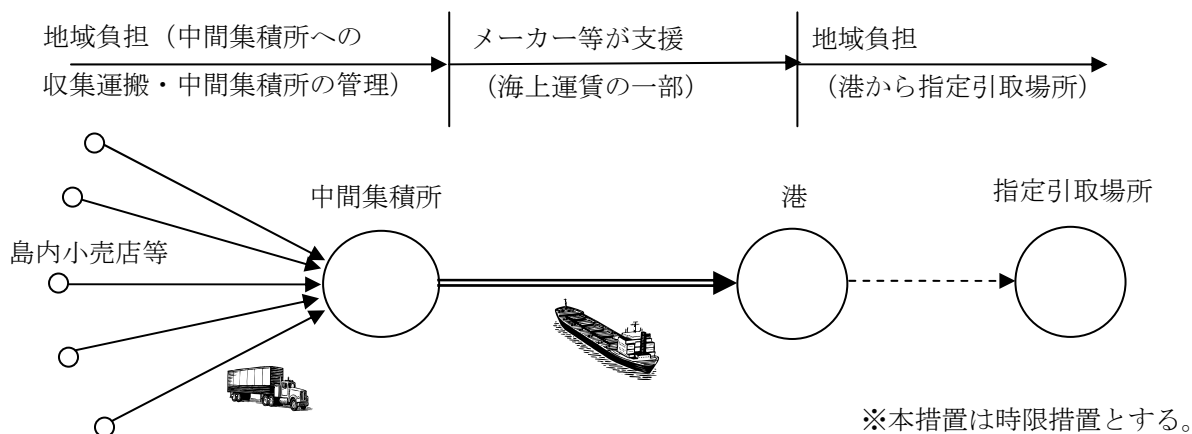 地域負担（中間集積所への
収集運搬・中間集積所の管理）
メーカー等が支援
（海上運賃の一部）
地域負担
（港から指定引取場所）
中間集積所
港
指定引取場所
島内小売店等
※本措置は時限措置とする。